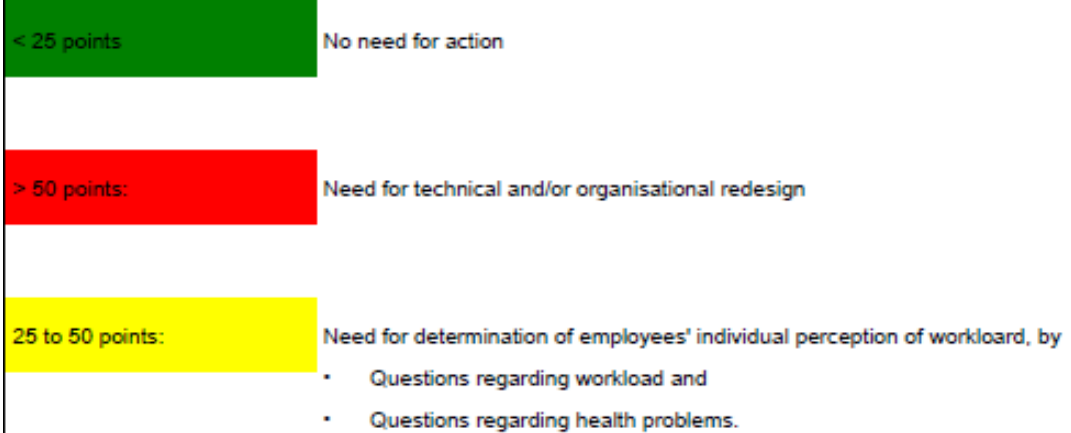 < 25 points No need for action
> 50 points: Need for technical and/or organisational redesign
25 to 50 points: Need for determination of employees' individual perception of workloard, by
▪ Questions regarding workload and
▪ Questions regarding health problems.